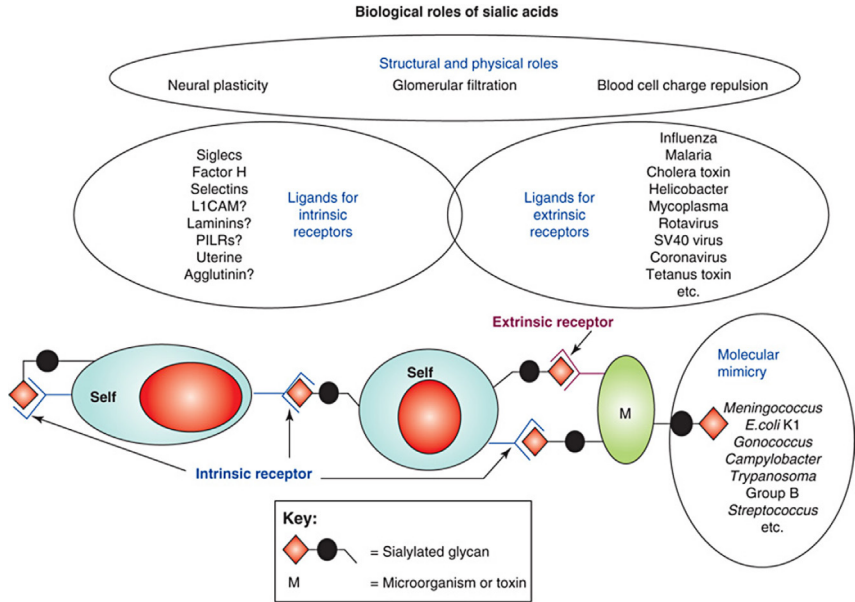 Biological roles of sialic acids
Structural and physical roles
Neural plasticity Glomerular filtration Blood cell charge repulsion
Siglecs
Factor H
Selectins
L1CAM?
Laminins?
PILRs?
Uterine
Agglutinin?
Ligands for
intrinsic
receptors
Ligands for
extrinsic
receptors
Influenza
Malaria
Cholera toxin
Helicobacter
Mycoplasma
Rotavirus
SV40 virus
Coronavirus
Tetanus toxin
etc.
Extrinsic receptor
Self
Self
M
Intrinsic receptor
Molecular
mimicry
Meningococcus
E.coli K1
Gonococcus
Campylobacter
Trypanosoma
Group B
Streptococcus
etc.
Key:
= Sialylated glycan
M = Microorganism or toxin